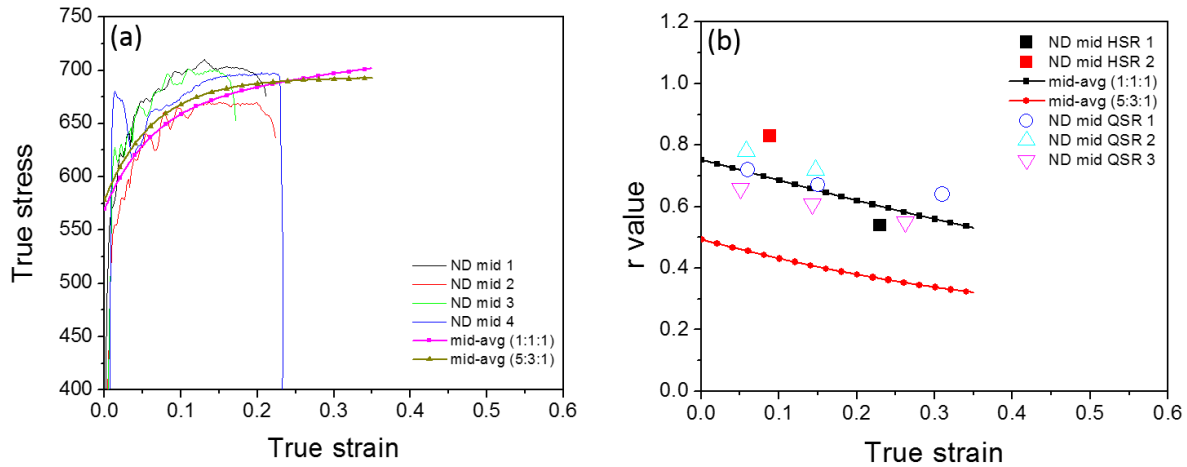 (a)
750
700
650
600
550
500
450
400
True stress
0.0 0.1 0.2 0.3 0.4 0.5 0.6
True strain
ND mid 1
ND mid 2
ND mid 3
ND mid 4
mid-avg (1:1:1)
mid-avg (5:3:1)
(b)
1.2
1.0
0.8
0.6
0.4
0.2
0.0
r value
0.0 0.1 0.2 0.3 0.4 0.5 0.6
True strain
ND mid HSR 1
ND mid HSR 2
mid-avg (1:1:1)
mid-avg (5:3:1)
ND mid QSR 1
ND mid QSR 2
ND mid QSR 3